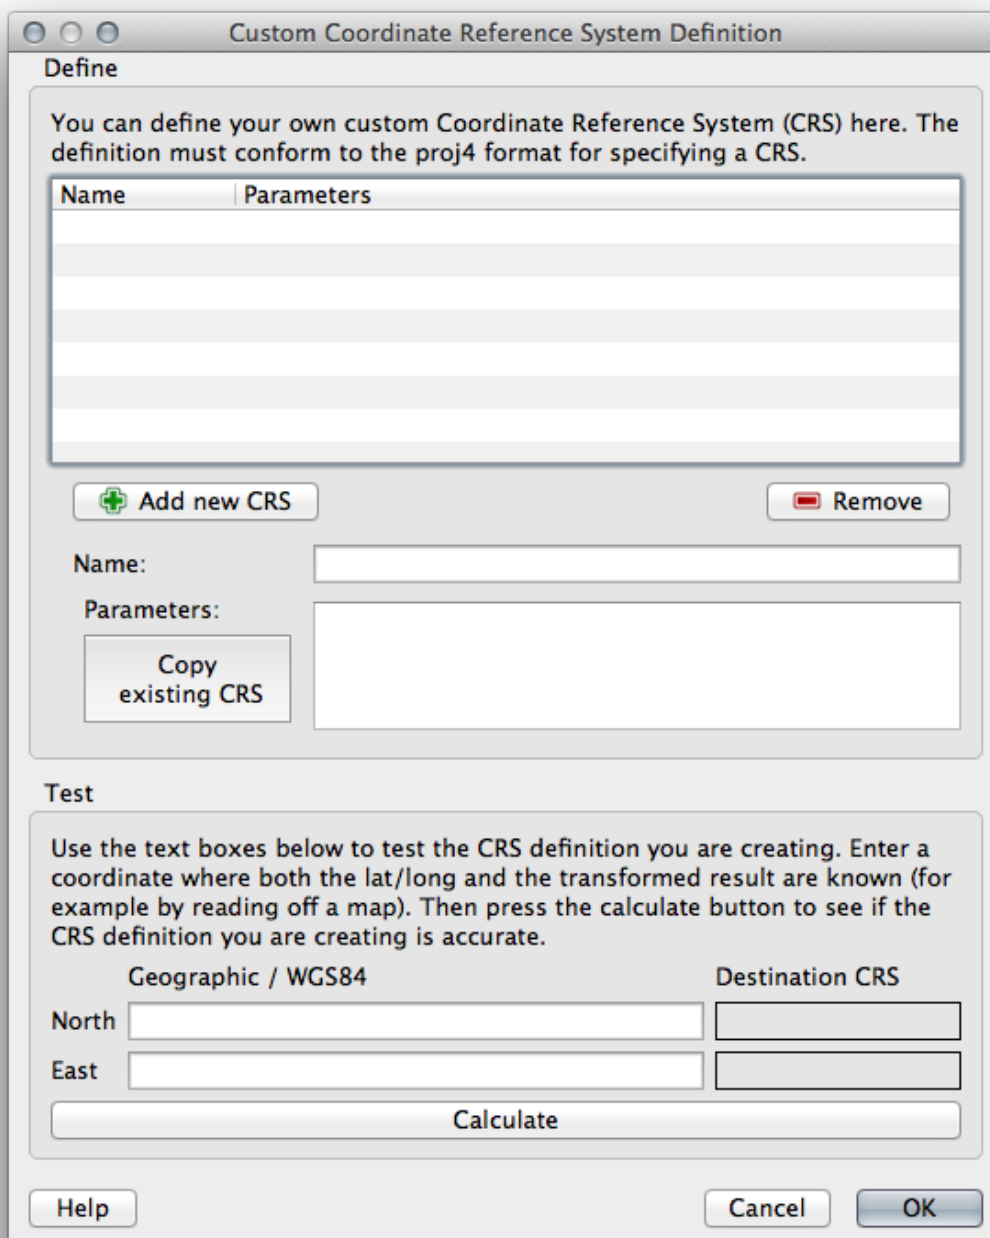 Custom Coordinate Reference System Definition
Define
You can define your own custom Coordinate Reference System (CRS) here. The
definition must conform to the proj4 format for specifying a CRS.
Name Parameters
Add new CRS Remove
Name:
Parameters:
Copy
existing CRS
Test
Use the text boxes below to test the CRS definition you are creating. Enter a
coordinate where both the lat/long and the transformed result are known (for
example by reading off a map). Then press the calculate button to see if the
CRS definition you are creating is accurate.
Geographic / WGS84 Destination CRS
North
East
Calculate
Help Cancel OK